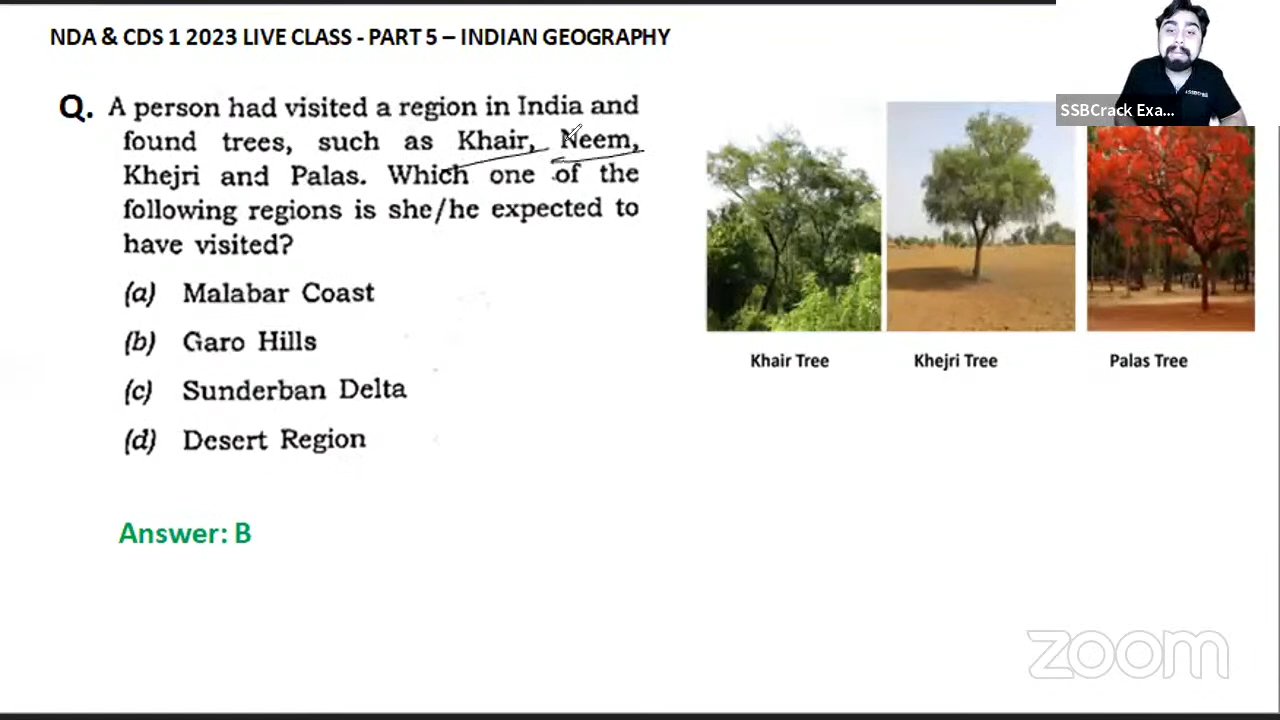 NDA & CDS 1 2023 LIVE CLASS - PART 5 – INDIAN GEOGRAPHY
SSBCRACK
SSBCrack Exa...
Q. A person had visited a region in India and
found trees, such as Khair, Neem,
Khejri and Palas. Which one of the
following regions is she/he expected to
have visited?
(a) Malabar Coast
(b) Garo Hills
(c) Sunderban Delta
(d) Desert Region
Khair Tree
Khejri Tree
Palas Tree
Answer: B
zoom